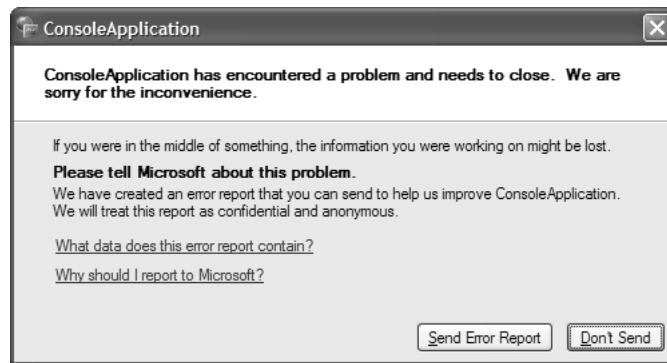 ConsoleApplication
ConsoleApplication has encountered a problem and needs to close. We are
sorry for the inconvenience.
If you were in the middle of something, the information you were working on might be lost.
Please tell Microsoft about this problem.
We have created an error report that you can send to help us improve ConsoleApplication.
We will treat this report as confidential and anonymous.
What data does this error report contain?
Why should I report to Microsoft?
Send Error Report Don't Send